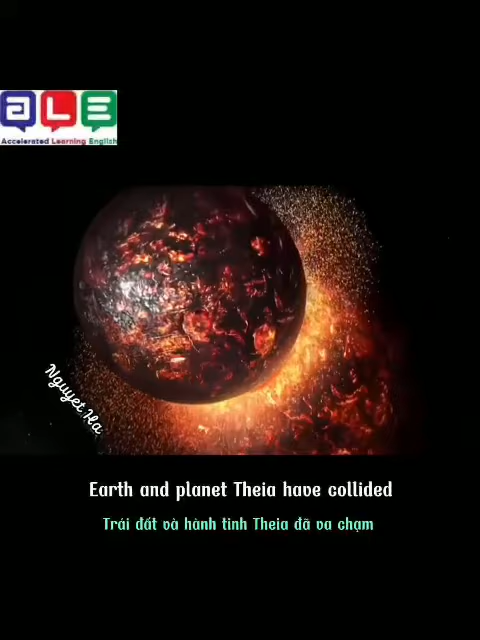 ALE
Accelerated Learning English
Nguyet Ha
Earth and planet Theia have collided
Trái đất và hành tinh Theia đã va chạm